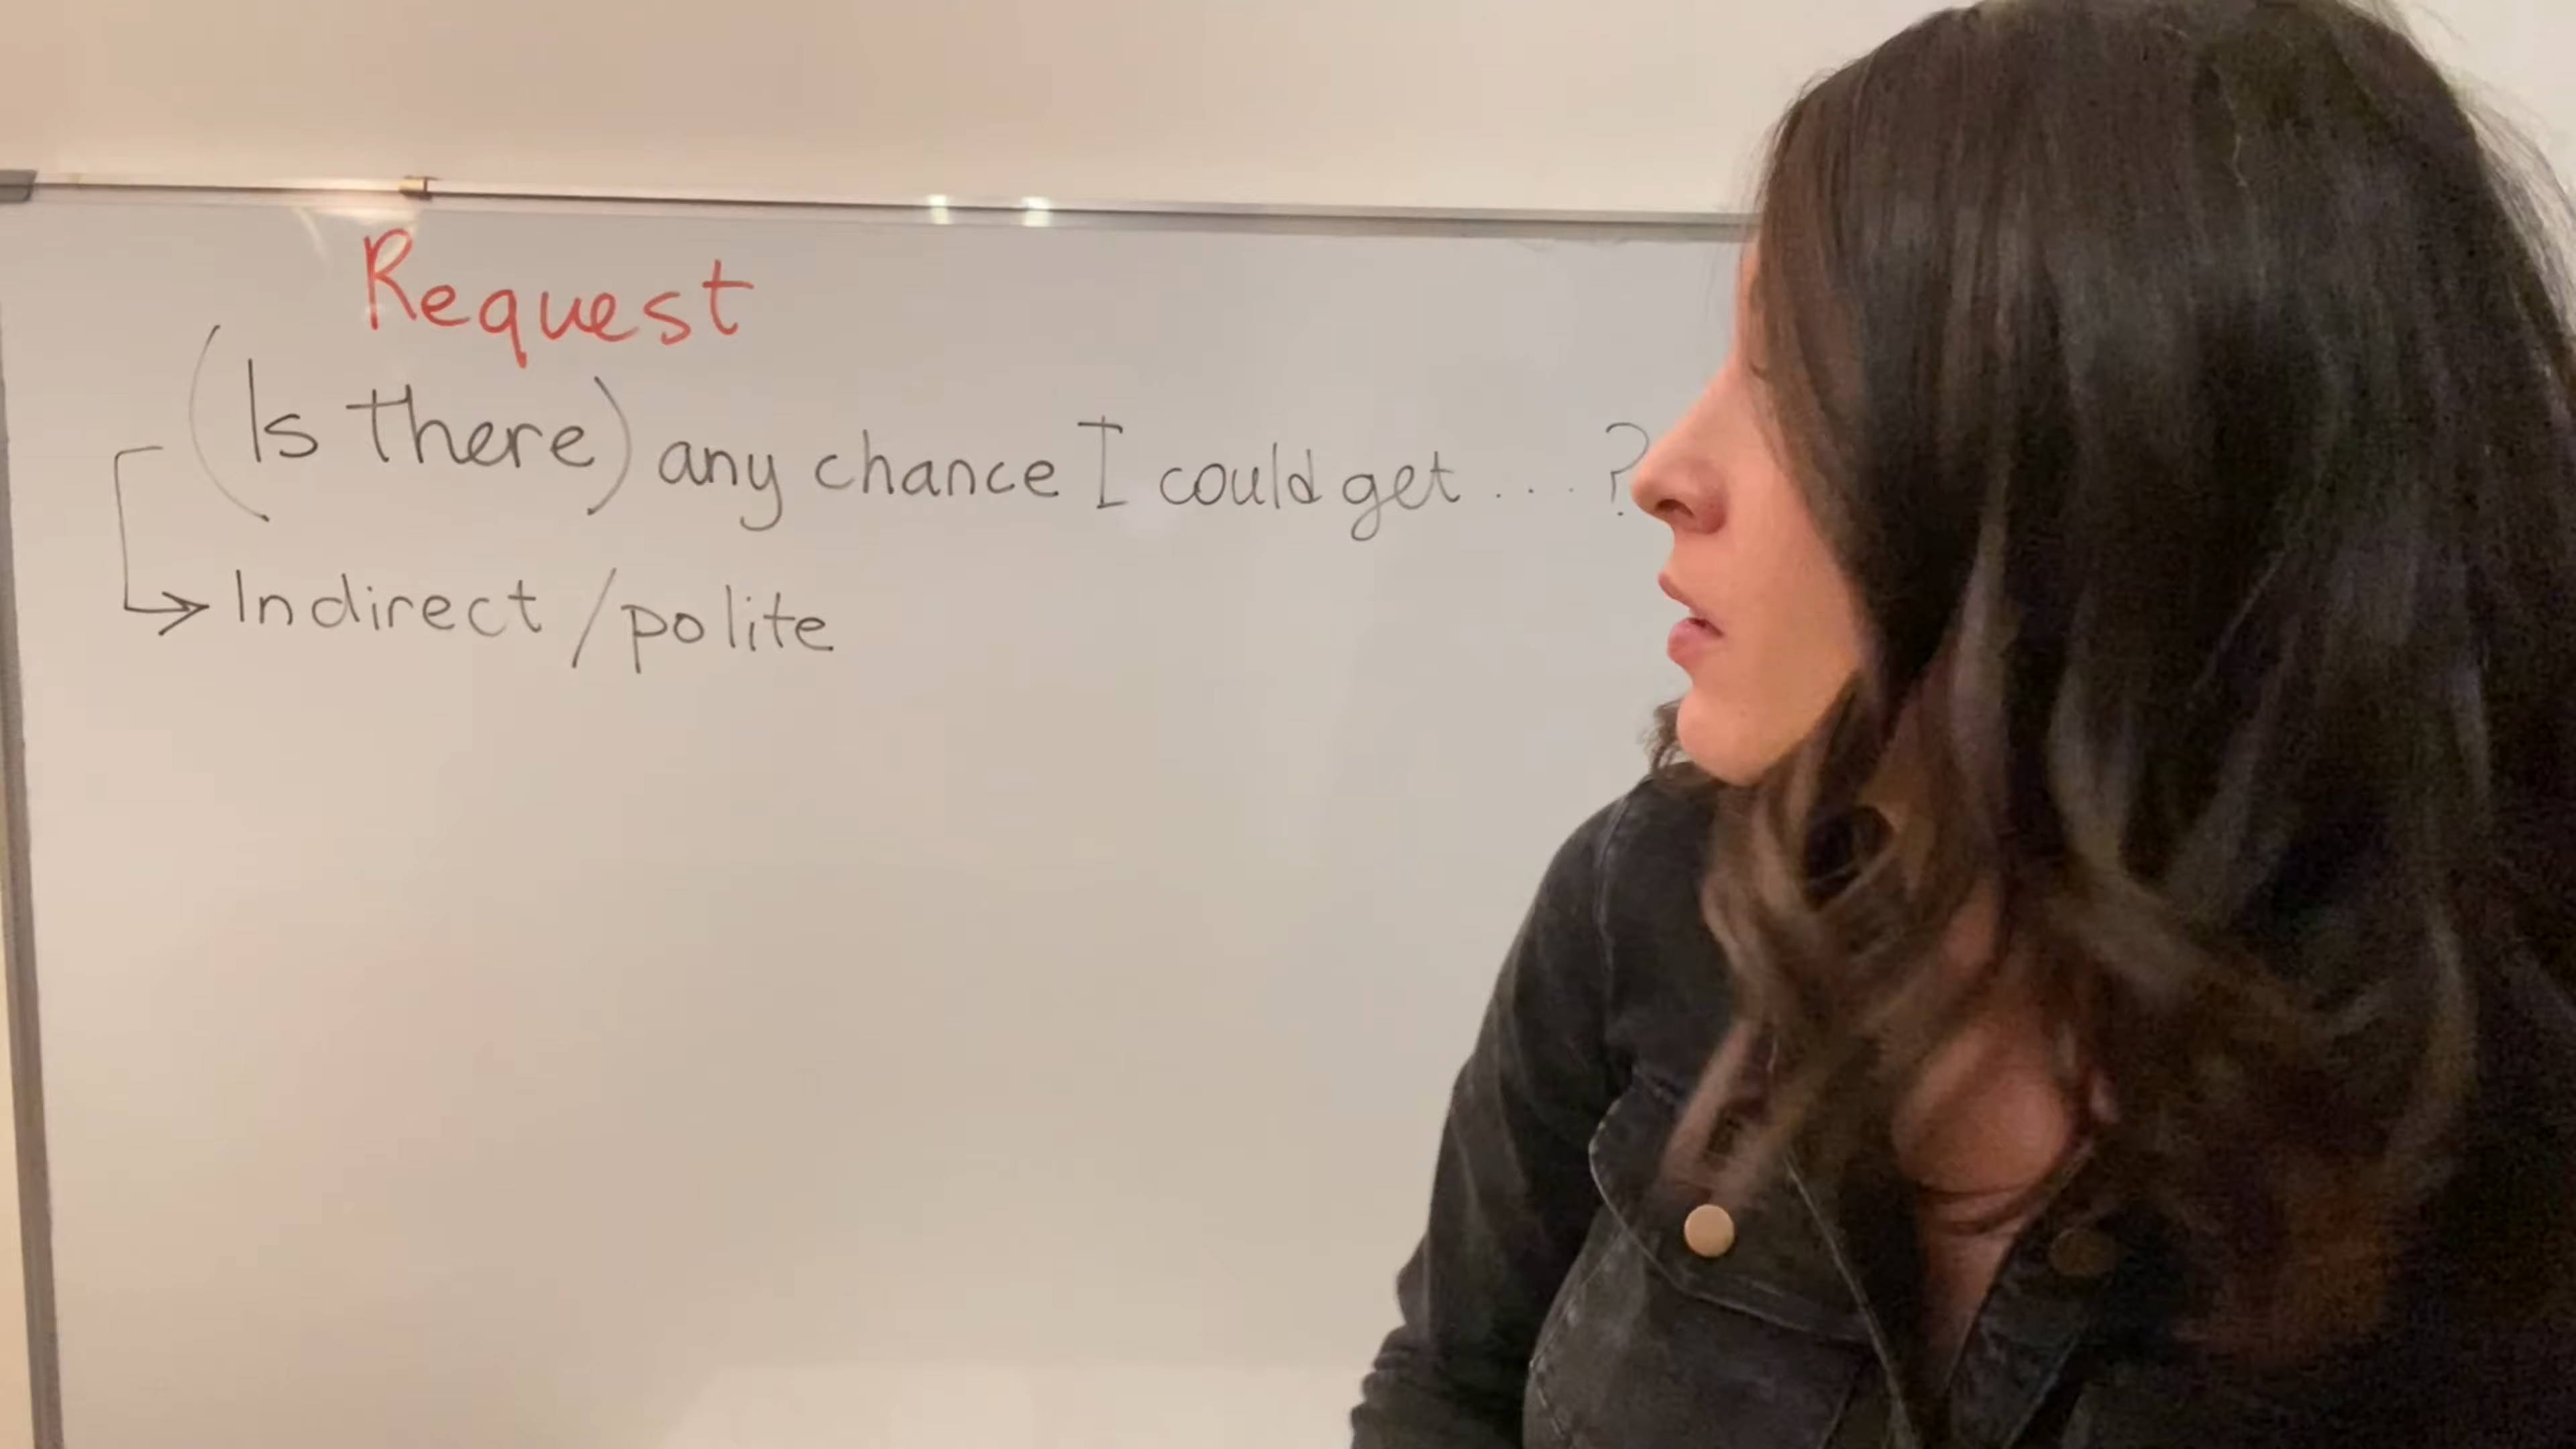 Request
(Is there) any chance I could get ... ?
Indirect / polite